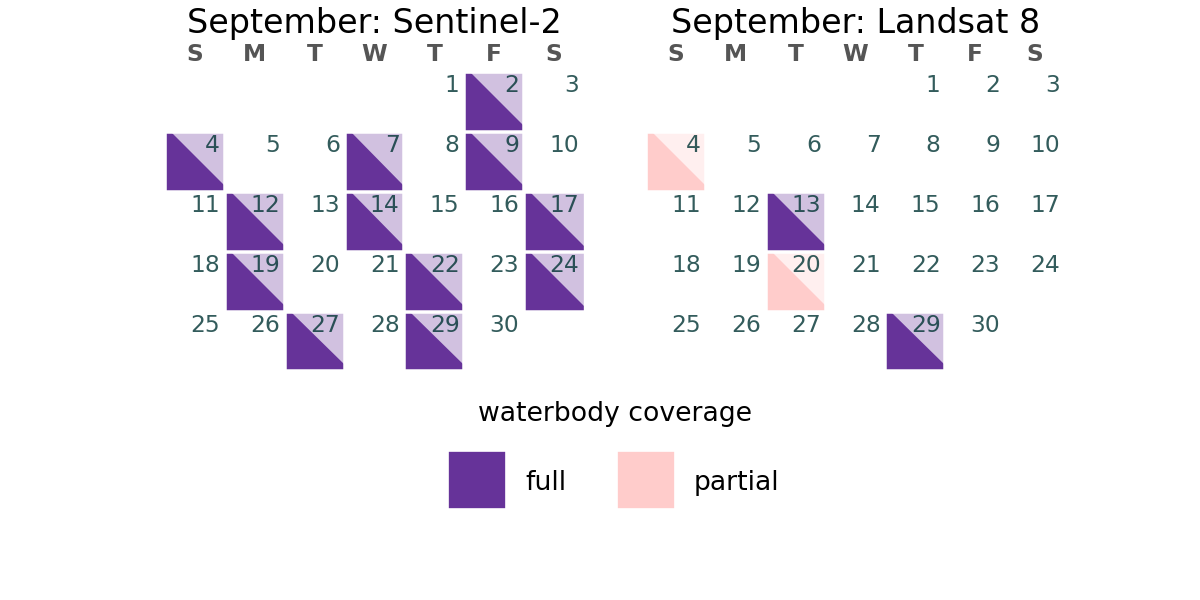 September: Sentinel-2
S M T W T F S
1 2 3
4 5 6 7 8 9 10
11 12 13 14 15 16 17
18 19 20 21 22 23 24
25 26 27 28 29 30
September: Landsat 8
S M T W T F S
1 2 3
4 5 6 7 8 9 10
11 12 13 14 15 16 17
18 19 20 21 22 23 24
25 26 27 28 29 30
waterbody coverage
full partial